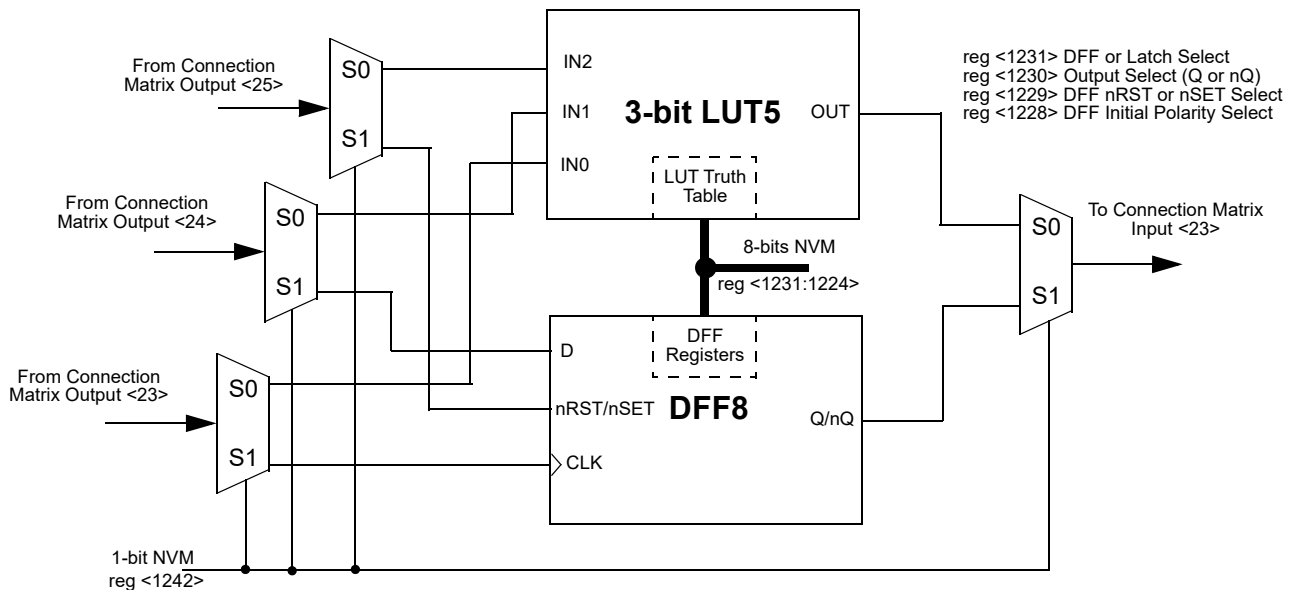 From Connection
Matrix Output <25>
S0
S1
IN2
IN1
IN0
3-bit LUT5
OUT
LUT Truth
Table
reg <1231> DFF or Latch Select
reg <1230> Output Select (Q or nQ)
reg <1229> DFF nRST or nSET Select
reg <1228> DFF Initial Polarity Select
From Connection
Matrix Output <24>
S0
S1
8-bits NVM
reg <1231:1224>
To Connection Matrix
Input <23>
S0
S1
From Connection
Matrix Output <23>
S0
S1
D
nRST/nSET
CLK
DFF
Registers
DFF8
Q/nQ
1-bit NVM
reg <1242>